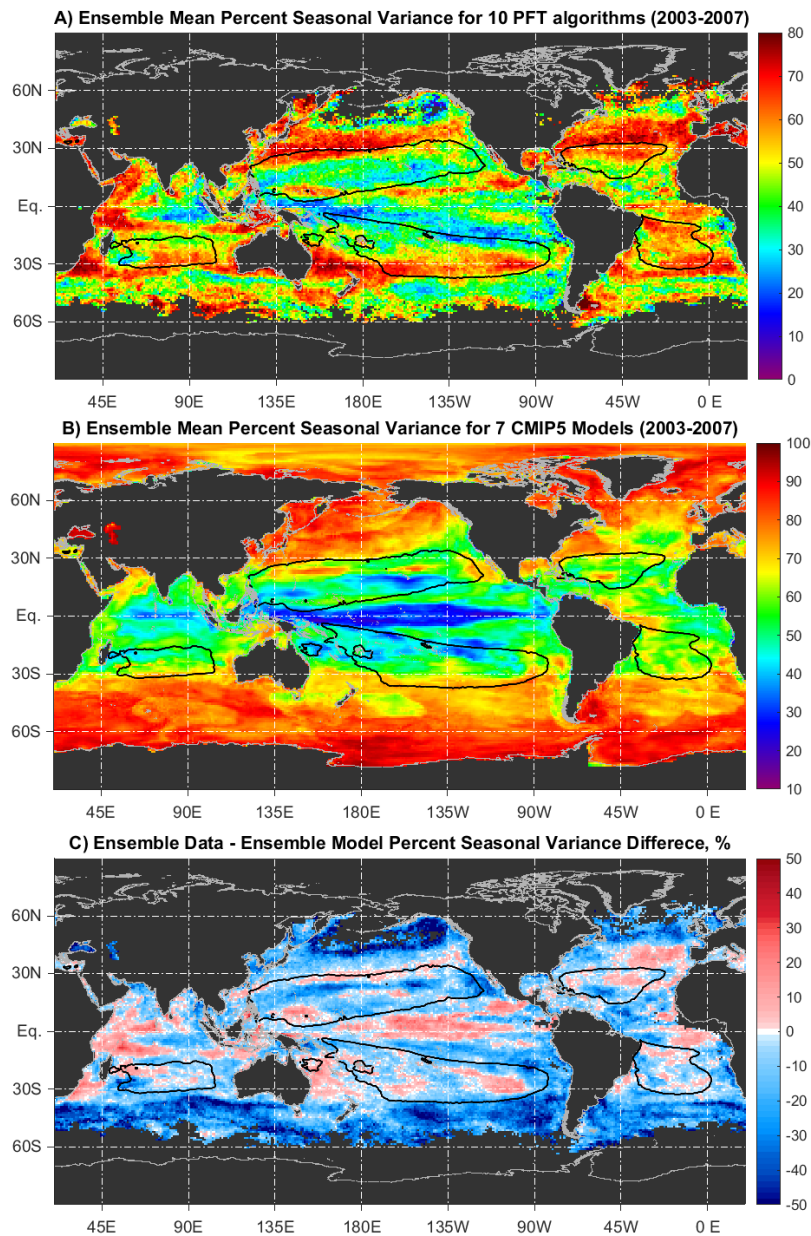 A) Ensemble Mean Percent Seasonal Variance for 10 PFT algorithms (2003-2007)
80
70
60
50
40
30
20
10
0
60N
30N
Eq.
30S
60S
45E 90E 135E 180E 135W 90W 45W 0 E
B) Ensemble Mean Percent Seasonal Variance for 7 CMIP5 Models (2003-2007)
100
90
80
70
60
50
40
30
20
10
60N
30N
Eq.
30S
60S
45E 90E 135E 180E 135W 90W 45W 0 E
C) Ensemble Data - Ensemble Model Percent Seasonal Variance Differece, %
50
40
30
20
10
0
-10
-20
-30
-40
-50
60N
30N
Eq.
30S
60S
45E 90E 135E 180E 135W 90W 45W 0 E